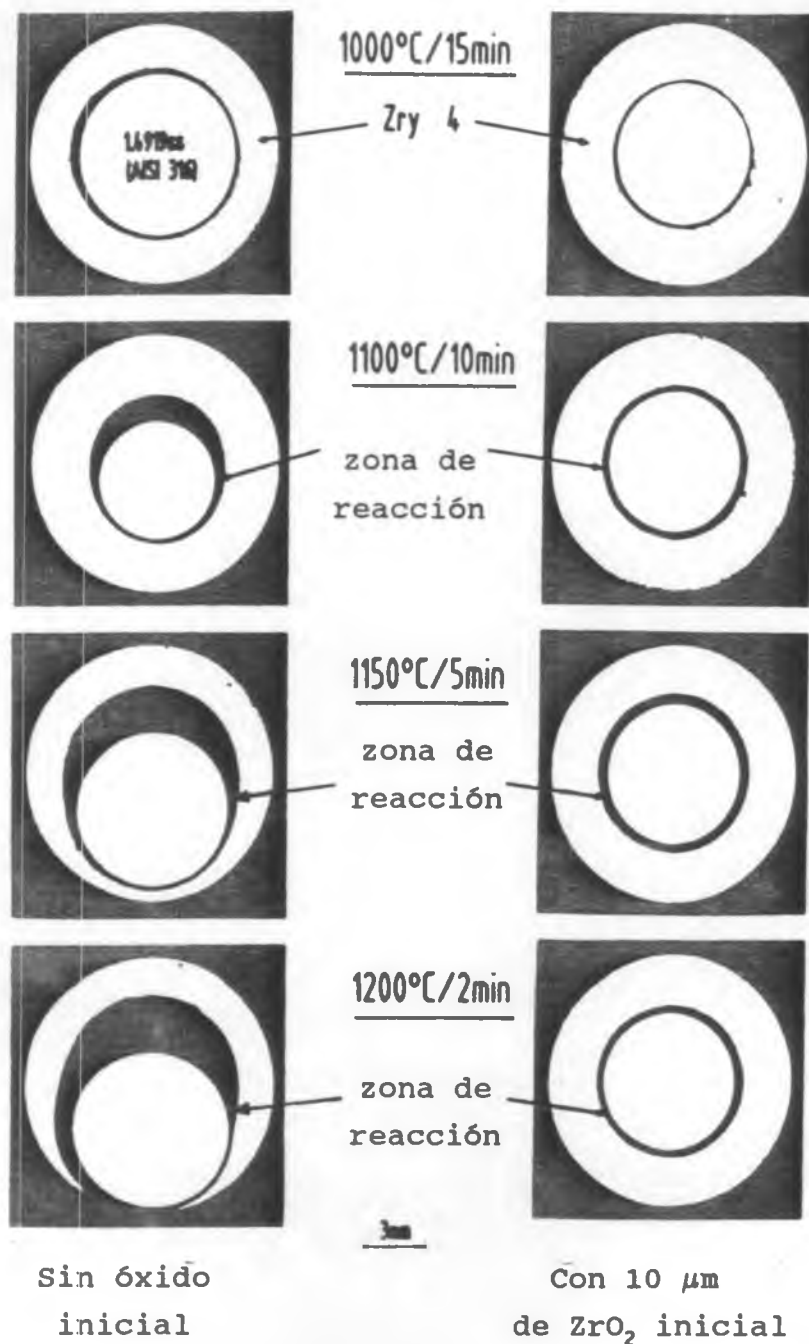 1000°C/15min
Zry 4
1.4919ss
(AISI 316)
1100°C/10min
zona de
reacción
1150°C/5min
zona de
reacción
1200°C/2min
zona de
reacción
3mm
Sin óxido
inicial
Con 10 μm
de ZrO₂ inicial